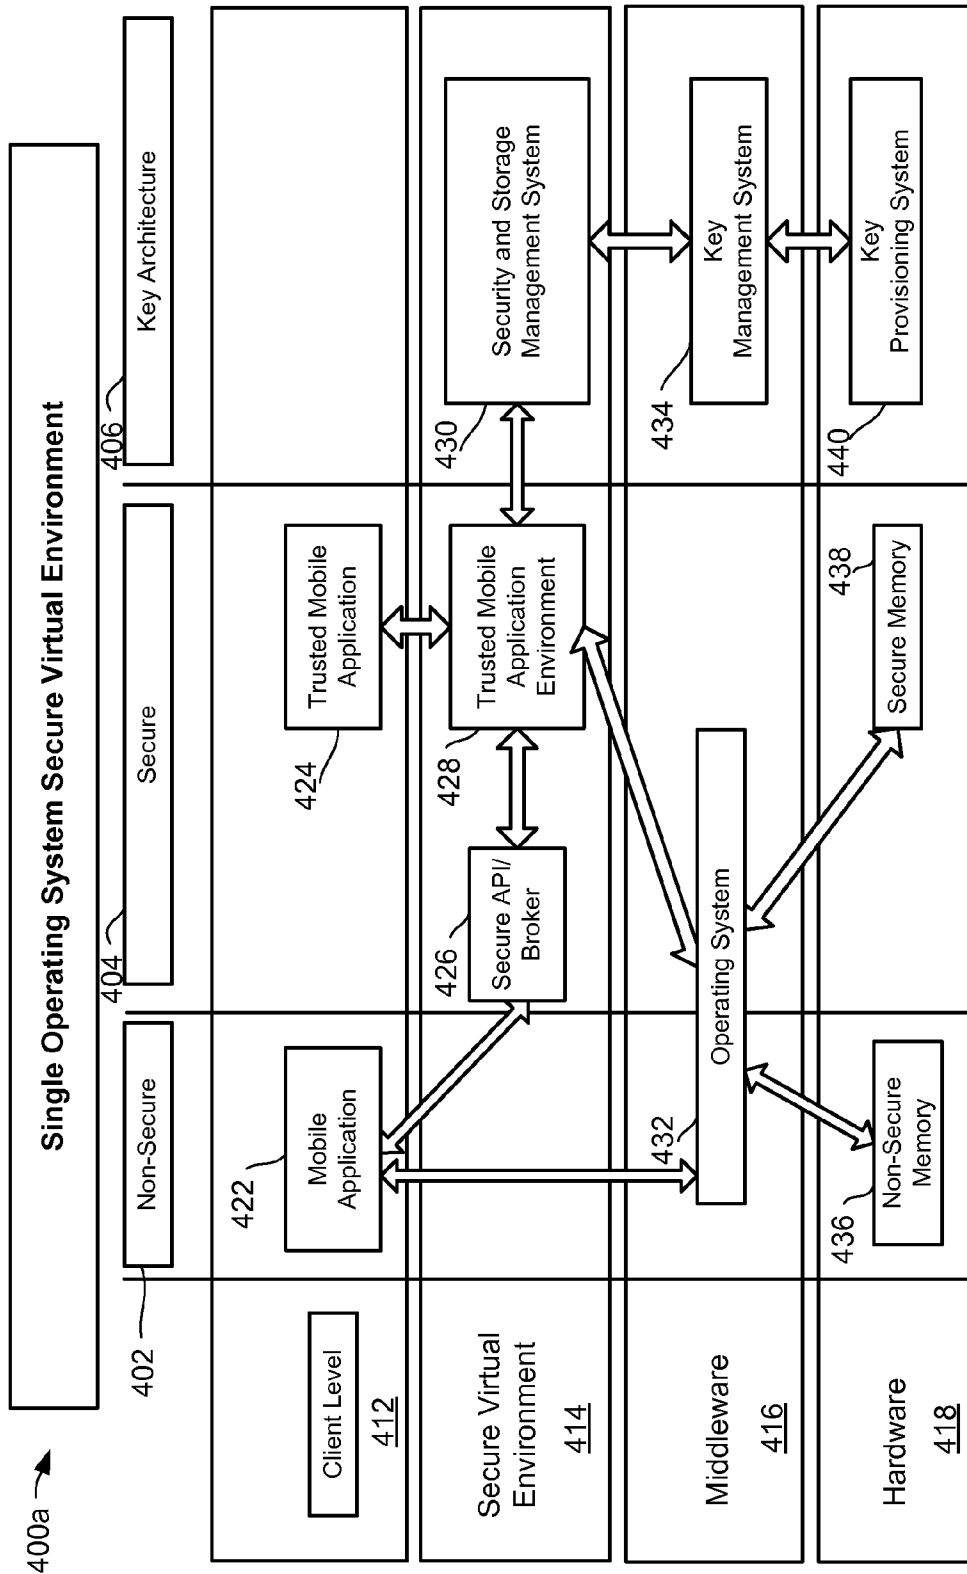 400a
Single Operating System Secure Virtual Environment
402
Non-Secure
404
Secure
406
Key Architecture
Client Level
412
422
Mobile
Application
424
Trusted Mobile
Application
Secure Virtual
Environment
414
426
Secure API/
Broker
428
Trusted Mobile
Application
Environment
430
Security and Storage
Management System
Middleware
416
432
Operating System
434
Key
Management System
Hardware
418
436
Non-Secure
Memory
438
Secure Memory
440
Key
Provisioning System